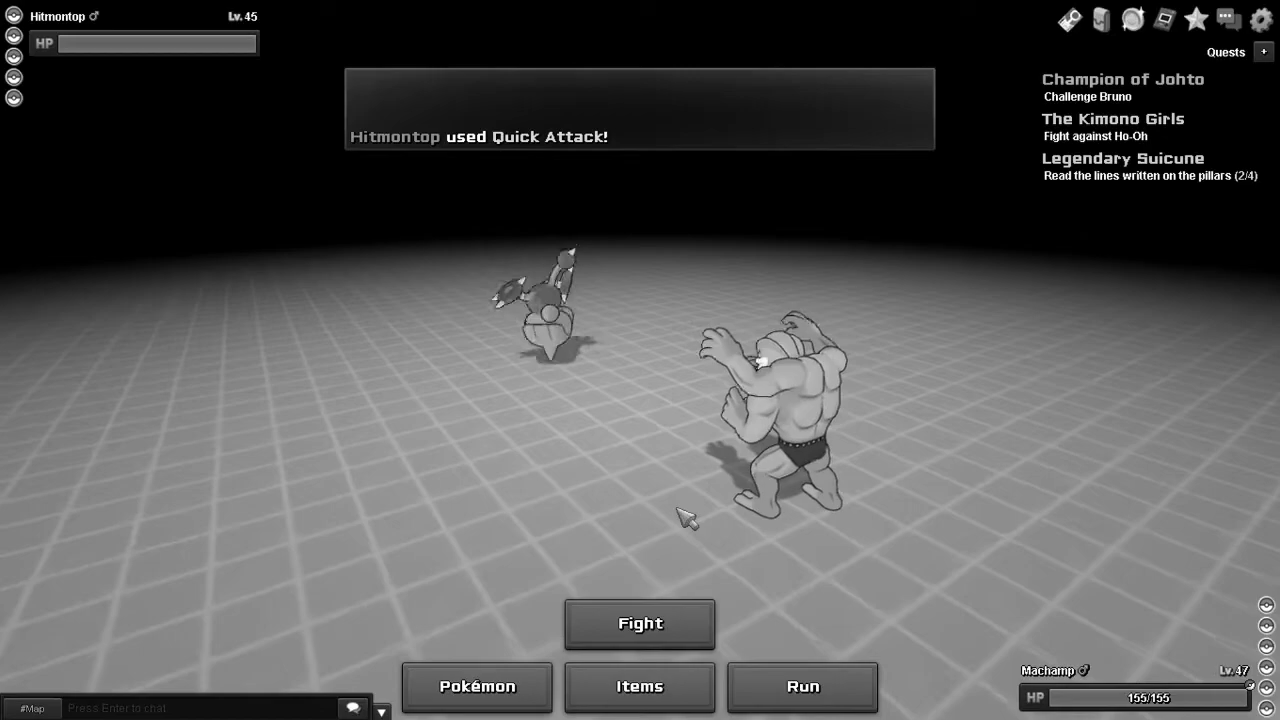 Hitmontop ♂ Lv. 45
HP
Quests +
Champion of Johto
Challenge Bruno
The Kimono Girls
Fight against Ho-Oh
Legendary Suicune
Read the lines written on the pillars (2/4)
Hitmontop used Quick Attack!
Fight
Pokémon
Items
Run
Machamp ♂ Lv. 47
HP 155/155
#Map Press Enter to chat